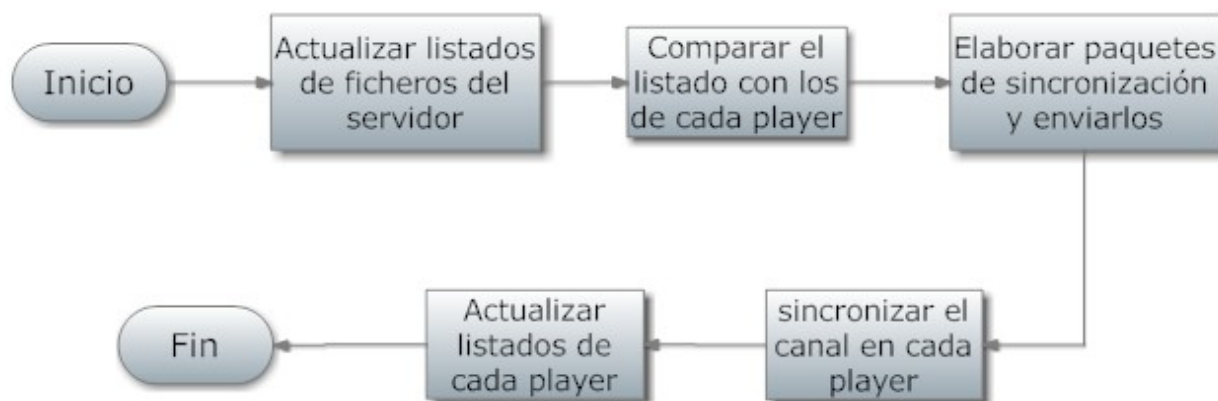 Inicio
Actualizar listados
de ficheros del
servidor
Comparar el
listado con los
de cada player
Elaborar paquetes
de sincronización
y enviarlos
sincronizar el
canal en cada
player
Actualizar
listados de
cada player
Fin